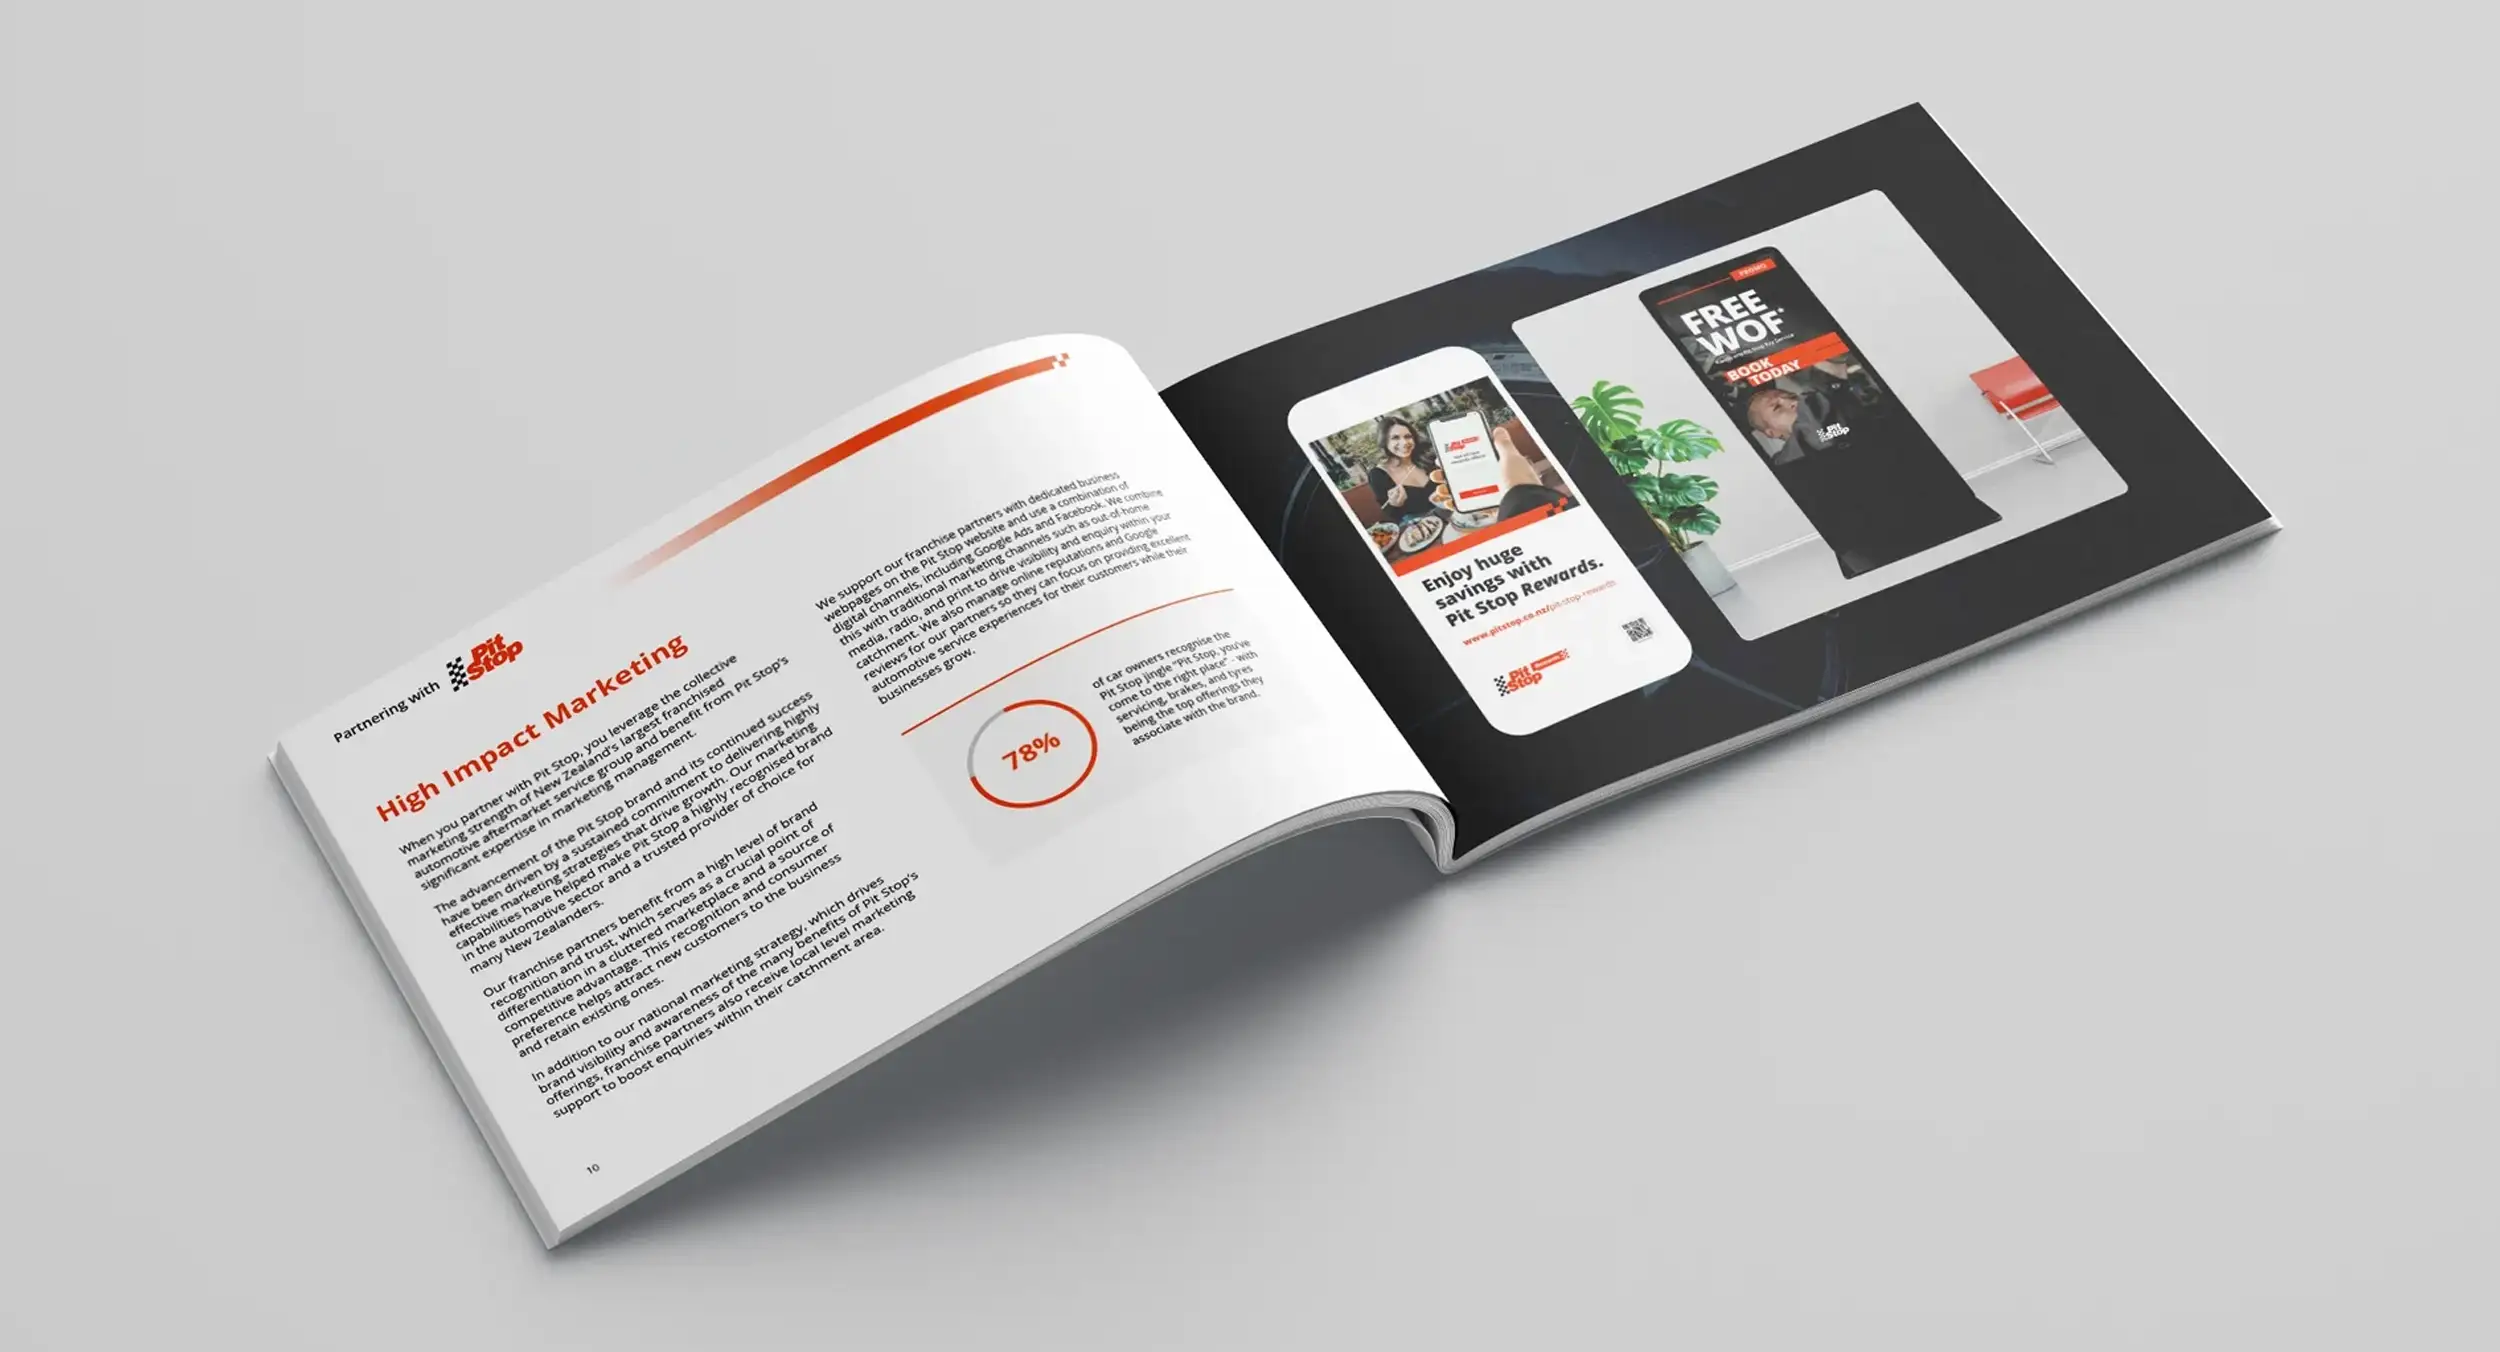 Partnering with Pit Stop
High Impact Marketing
When you partner with Pit Stop, you leverage the collective
marketing strength of New Zealand's largest franchised
automotive aftermarket service group and benefit from Pit Stop's
significant expertise in marketing management.
The advancement of the Pit Stop brand and its continued success
have been driven by a sustained commitment to delivering highly
effective marketing strategies that drive growth. Our marketing
capabilities have helped make Pit Stop a highly recognised brand
in the automotive sector and a trusted provider of choice for
many New Zealanders.
Our franchise partners benefit from a high level of brand
recognition and trust, which serves as a crucial point of
differentiation in a cluttered marketplace and a source of
competitive advantage. This recognition and consumer
preference helps attract new customers to the business
and retain existing ones.
In addition to our national marketing strategy, which drives
brand visibility and awareness of the many benefits of Pit Stop's
offerings, franchise partners also receive local level marketing
support to boost enquiries within their catchment area.
10
We support our franchise partners with dedicated business
webpages on the Pit Stop website and use a combination of
digital channels, including Google Ads and Facebook. We combine
this with traditional marketing channels such as out-of-home
media, radio, and print to drive visibility and enquiry within your
catchment. We also manage online reputations and Google
reviews for our partners so they can focus on providing excellent
automotive service experiences for their customers while their
businesses grow.
78%
of car owners recognise the
Pit Stop jingle "Pit Stop, you've
come to the right place" - with
servicing, brakes, and tyres
being the top offerings they
associate with the brand.
Pit Stop
Enjoy huge
savings with
Pit Stop Rewards.
www.pitstop.co.nz/pit-stop-rewards
Pit Stop Rewards
PROMO
FREE
WOF*
BOOK
TODAY
Pit Stop